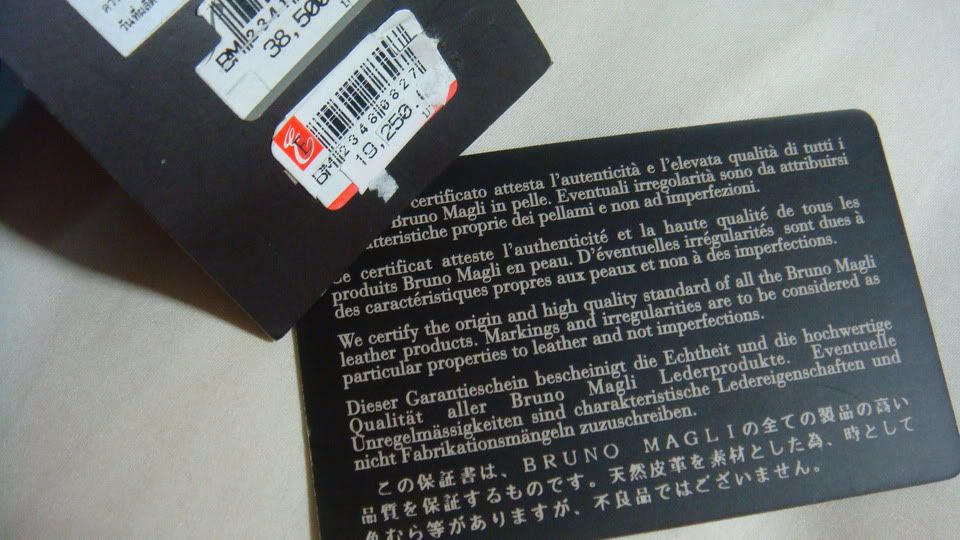 BM2341
38,500
E
BM23480827
19,250.
certificato attesta l'autenticità e l'elevata qualità di tutti i
Bruno Magli in pelle. Eventuali irregolarità sono da attribuirsi
atteristiche proprie dei pellami e non ad imperfezioni.
certificat atteste l'authenticité et la haute qualité de tous les
produits Bruno Magli en peau. D'éventuelles irrégularités sont dues à
des caractéristiques propres aux peaux et non à des imperfections.
We certify the origin and high quality standard of all the Bruno Magli
leather products. Markings and irregularities are to be considered as
particular properties to leather and not imperfections.
Dieser Garantieschein bescheinigt die Echtheit und die hochwertige
Qualität aller Bruno Magli Lederprodukte. Eventuelle
Unregelmässigkeiten sind charakteristische Ledereigenschaften und
nicht Fabrikationsmängeln zuzuschreiben.
この保証書は、BRUNO MAGLIの全ての製品の高い
品質を保証するものです。天然皮革を素材とした為、時として
色むら等がありますが、不良品ではございません。